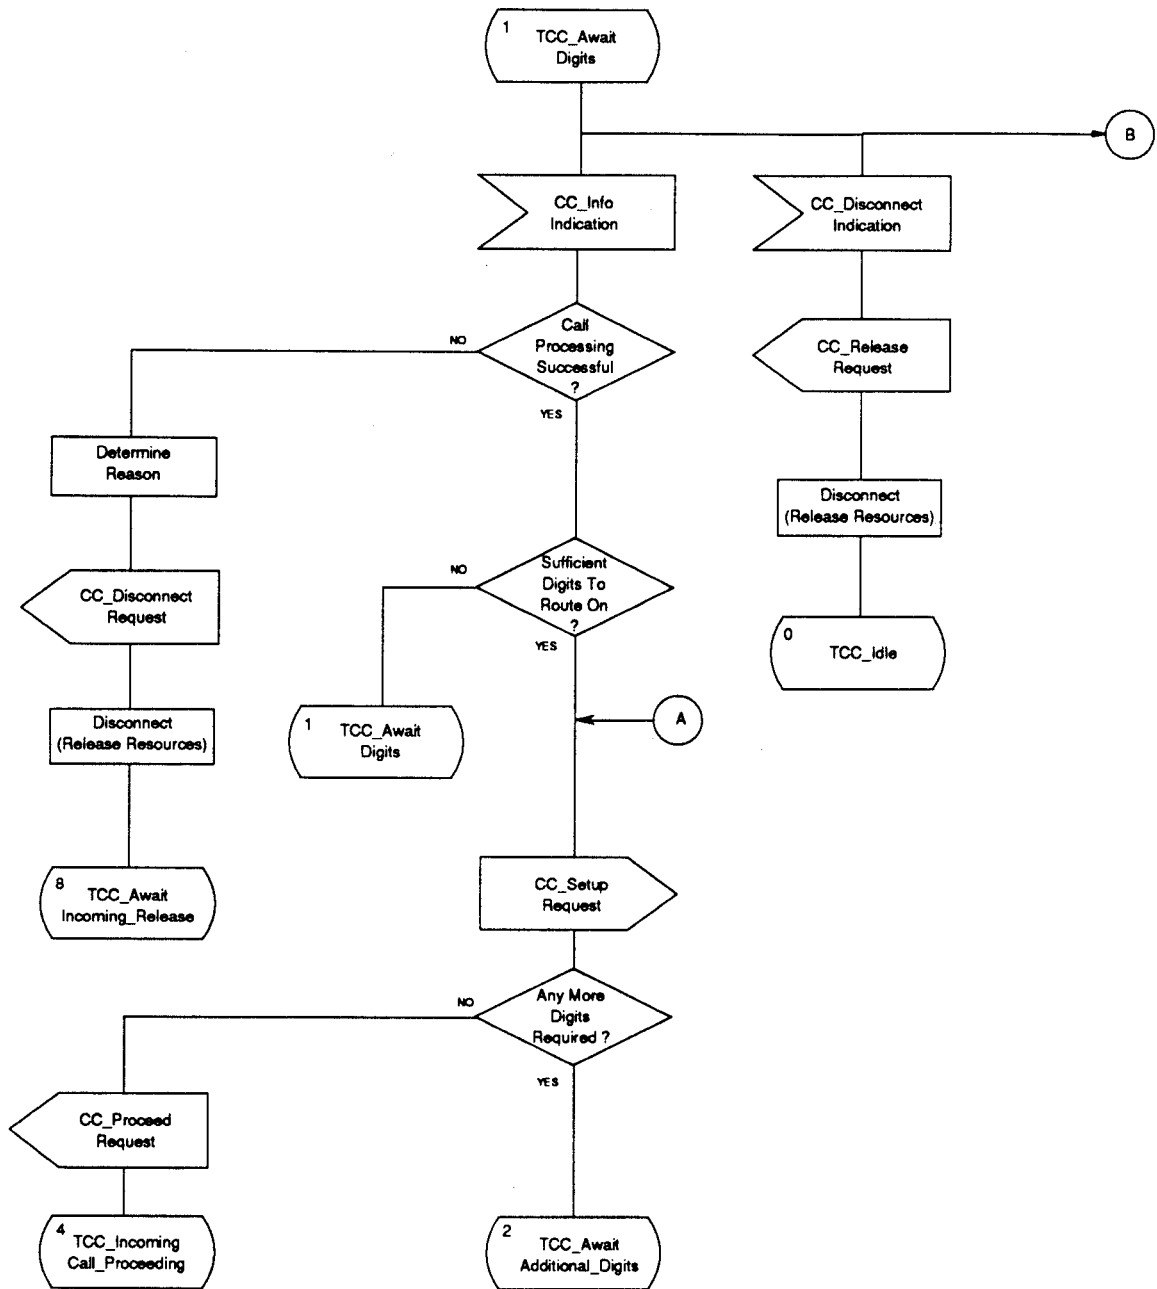 1
TCC_Await
Digits
B
CC_Info
Indication
CC_Disconnect
Indication
Call
Processing
Successful
?
NO
YES
CC_Release
Request
Determine
Reason
Disconnect
(Release Resources)
Sufficient
Digits To
Route On
?
NO
YES
CC_Disconnect
Request
0
TCC_Idle
1
TCC_Await
Digits
A
Disconnect
(Release Resources)
8
TCC_Await
Incoming_Release
CC_Setup
Request
Any More
Digits
Required ?
NO
YES
CC_Proceed
Request
4
TCC_Incoming
Call_Proceeding
2
TCC_Await
Additional_Digits